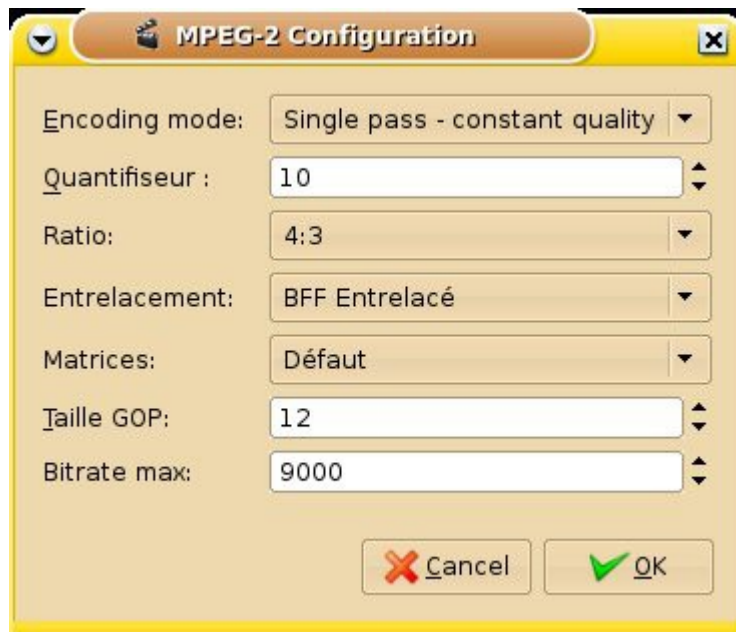 MPEG-2 Configuration
Encoding mode: Single pass - constant quality
Quantifiseur : 10
Ratio: 4:3
Entrelacement: BFF Entrelacé
Matrices: Défaut
Taille GOP: 12
Bitrate max: 9000
Cancel OK